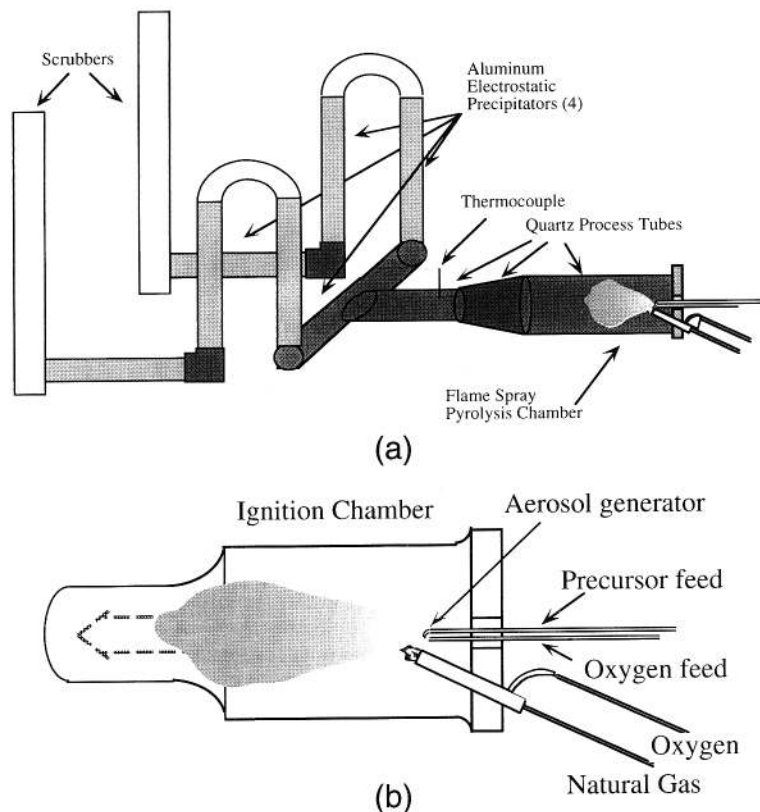 Scrubbers
Aluminum
Electrostatic
Precipitators (4)
Thermocouple
Quartz Process Tubes
Flame Spray
Pyrolysis Chamber
(a)
Ignition Chamber
Aerosol generator
Precursor feed
Oxygen feed
Oxygen
Natural Gas
(b)